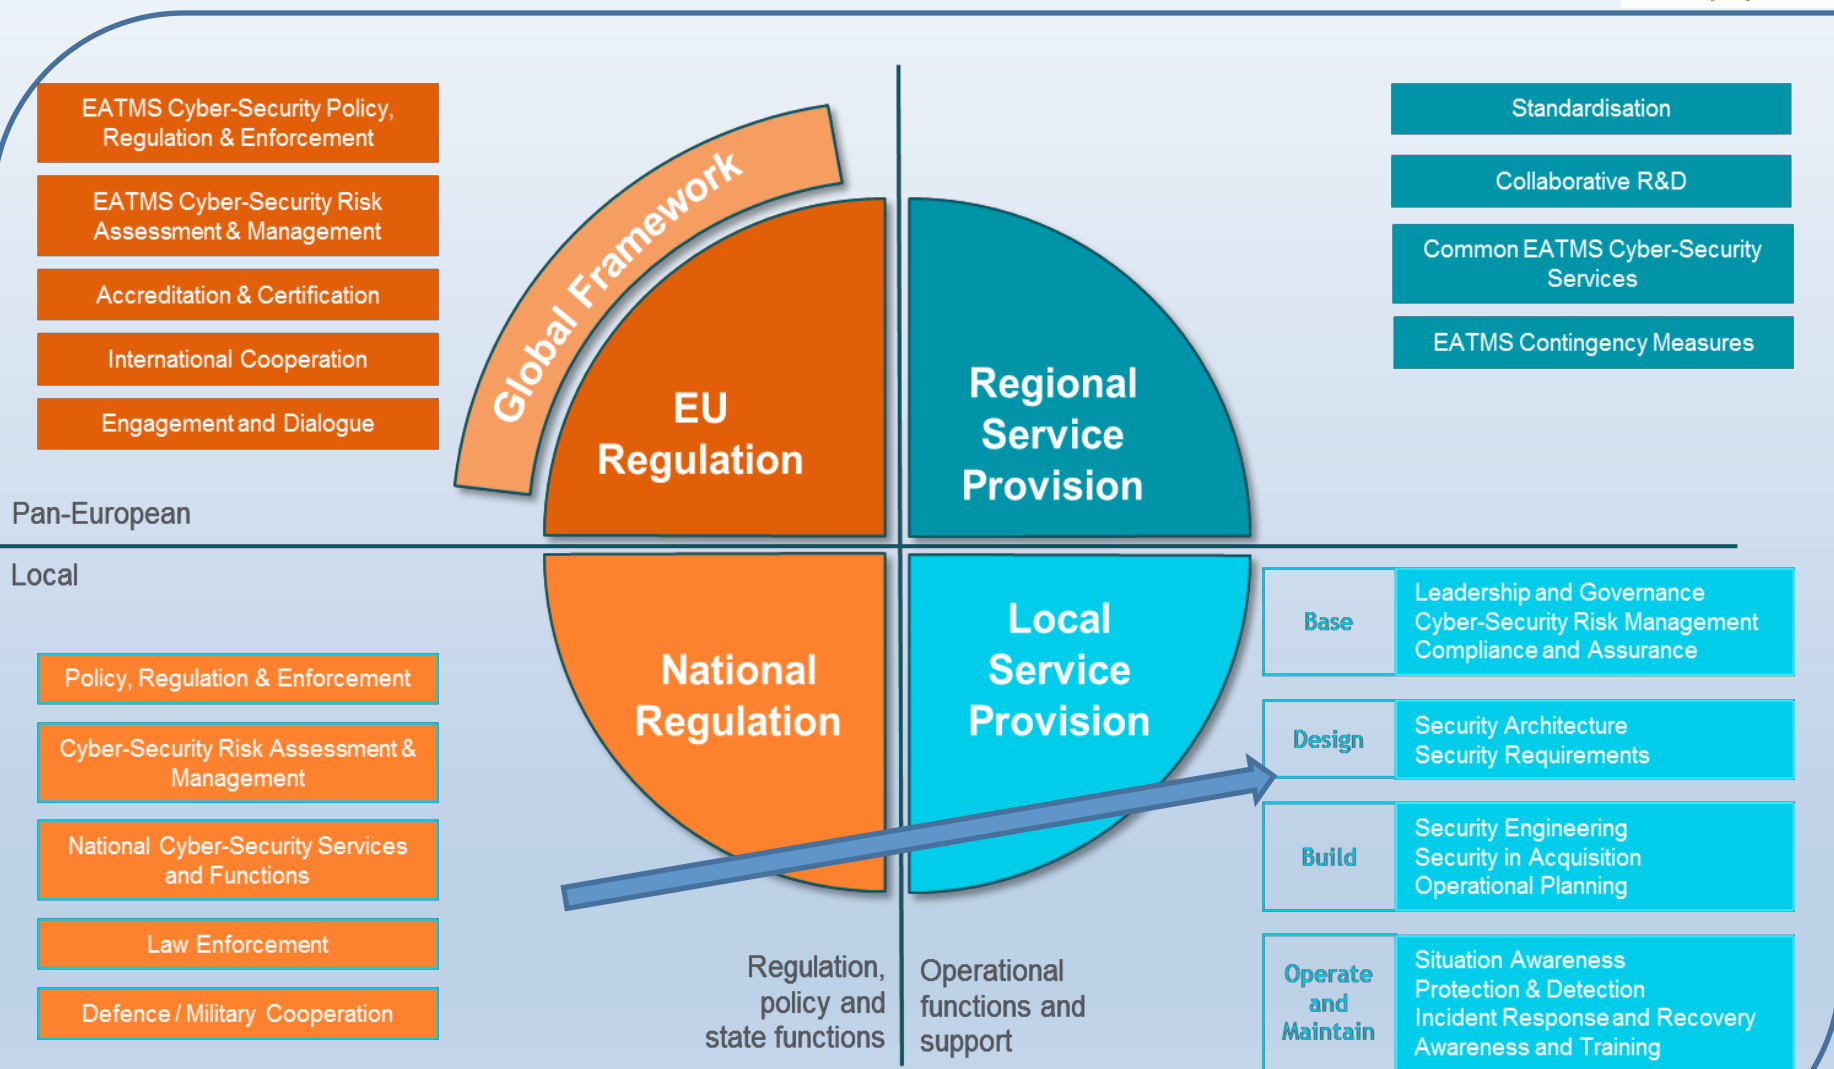 EATMS Cyber-Security Policy,
Regulation & Enforcement
EATMS Cyber-Security Risk
Assessment & Management
Accreditation & Certification
International Cooperation
Engagement and Dialogue
Pan-European
Global Framework
EU
Regulation
Regional
Service
Provision
Standardisation
Collaborative R&D
Common EATMS Cyber-Security
Services
EATMS Contingency Measures
Local
Policy, Regulation & Enforcement
Cyber-Security Risk Assessment &
Management
National Cyber-Security Services
and Functions
Law Enforcement
Defence / Military Cooperation
National
Regulation
Local
Service
Provision
Regulation,
policy and
state functions
Operational
functions and
support
Base
Leadership and Governance
Cyber-Security Risk Management
Compliance and Assurance
Design
Security Architecture
Security Requirements
Build
Security Engineering
Security in Acquisition
Operational Planning
Operate
and
Maintain
Situation Awareness
Protection & Detection
Incident Response and Recovery
Awareness and Training